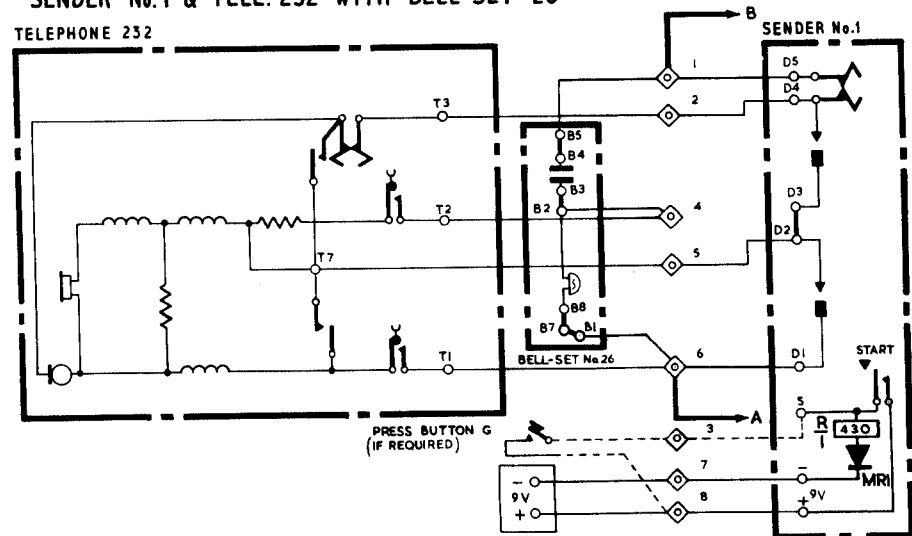 SENDER No.1 & TELE. 232 WITH BELL-SET 26
TELEPHONE 232
B
SENDER No.1
1
D5
D4
T3
2
B5
B4
B3
B2
T2
4
D3
D2
T7
5
B8
B7
B1
BELL-SET No.26
T1
6
D1
START
A
S
R
1
430
PRESS BUTTON G
(IF REQUIRED)
3
MR1
-
9V
+
7
-
8
+
9V